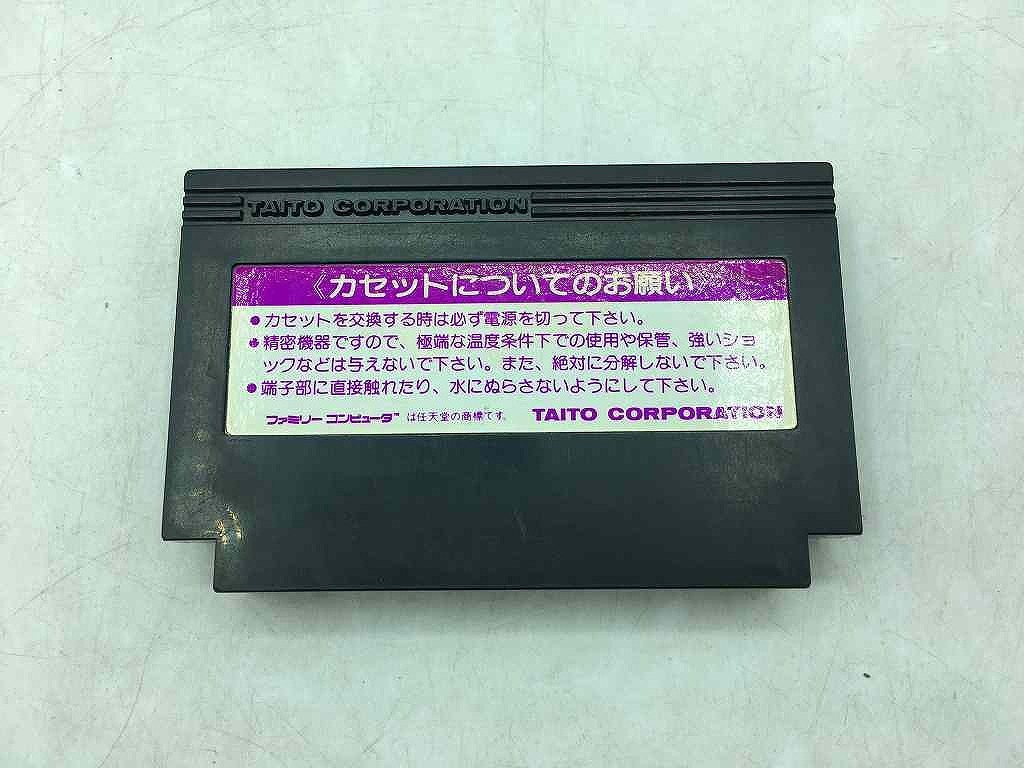 TAITO CORPORATION
《カセットについてのお願い》
●カセットを交換する時は必ず電源を切って下さい。
●精密機器ですので、極端な温度条件下での使用や保管、強いショ
ックなどは与えないで下さい。また、絶対に分解しないで下さい。
●端子部に直接触れたり、水にぬらさないようにして下さい。
ファミリーコンピュータ™は任天堂の商標です。 TAITO CORPORATION